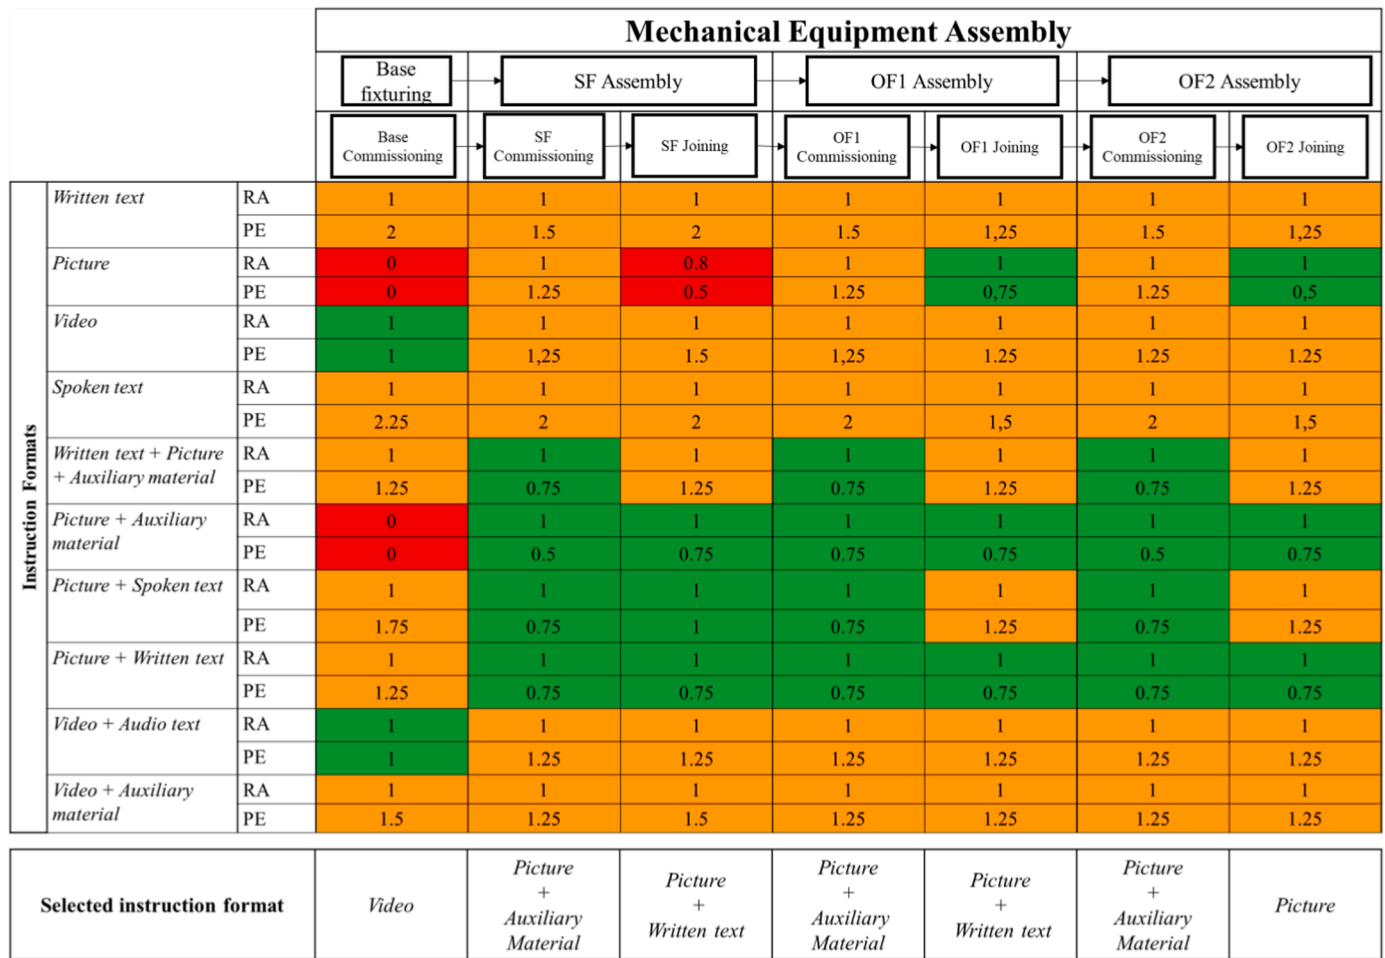 Mechanical Equipment Assembly
Base fixturing SF Assembly OF1 Assembly OF2 Assembly
Base Commissioning SF Commissioning SF Joining OF1 Commissioning OF1 Joining OF2 Commissioning OF2 Joining
Instruction Formats
Written text RA 1 1 1 1 1 1 1
PE 2 1.5 2 1.5 1,25 1.5 1,25
Picture RA 0 1 0.8 1 1 1 1
PE 0 1.25 0.5 1.25 0,75 1.25 0,5
Video RA 1 1 1 1 1 1 1
PE 1 1,25 1.5 1,25 1.25 1.25 1.25
Spoken text RA 1 1 1 1 1 1 1
PE 2.25 2 2 2 1,5 2 1,5
Written text + Picture RA 1 1 1 1 1 1 1
+ Auxiliary material PE 1.25 0.75 1.25 0.75 1.25 0.75 1.25
Picture + Auxiliary RA 0 1 1 1 1 1 1
material PE 0 0.5 0.75 0.75 0.75 0.5 0.75
Picture + Spoken text RA 1 1 1 1 1 1 1
PE 1.75 0.75 1 0.75 1.25 0.75 1.25
Picture + Written text RA 1 1 1 1 1 1 1
PE 1.25 0.75 0.75 0.75 0.75 0.75 0.75
Video + Audio text RA 1 1 1 1 1 1 1
PE 1 1.25 1.25 1.25 1.25 1.25 1.25
Video + Auxiliary RA 1 1 1 1 1 1 1
material PE 1.5 1.25 1.5 1.25 1.25 1.25 1.25
Selected instruction format Video Picture + Auxiliary Material Picture + Written text Picture + Auxiliary Material Picture + Written text Picture + Auxiliary Material Picture